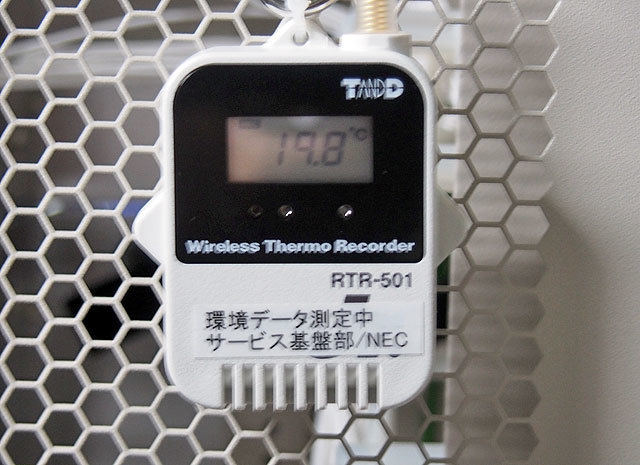 TANDD
19.8°C
Wireless Thermo Recorder
RTR-501
環境データ測定中
サービス基盤部/NEC